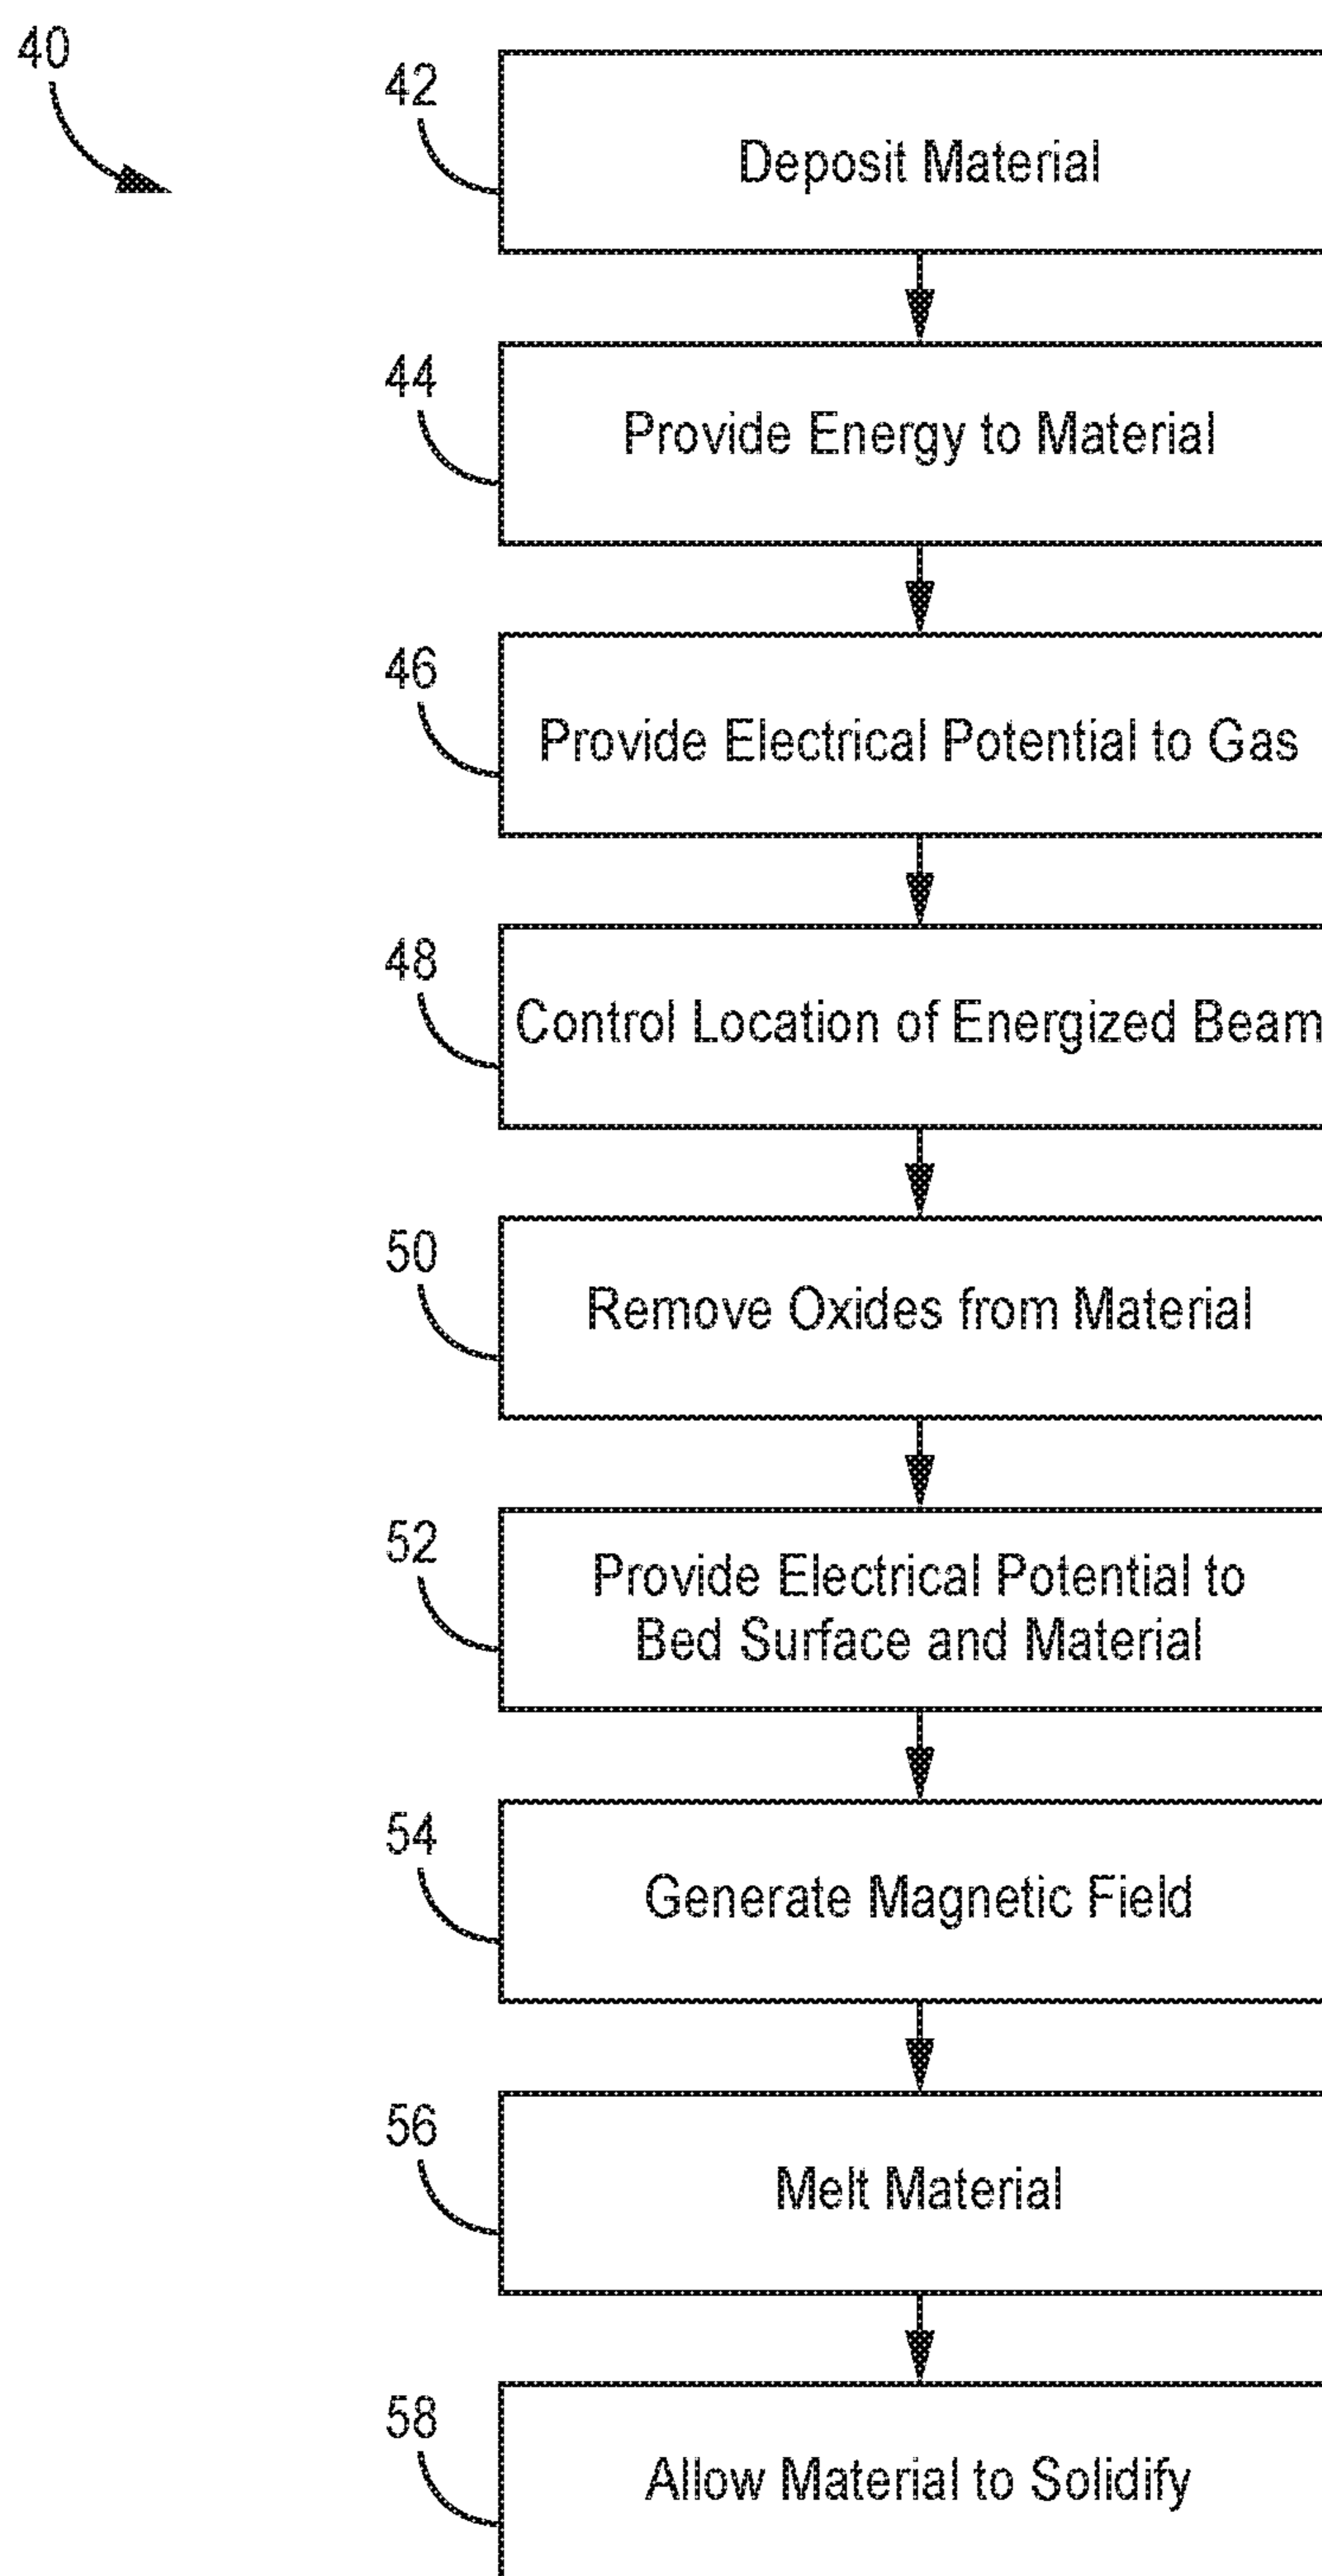 40
42
Deposit Material
44
Provide Energy to Material
46
Provide Electrical Potential to Gas
48
Control Location of Energized Beam
50
Remove Oxides from Material
52
Provide Electrical Potential to
Bed Surface and Material
54
Generate Magnetic Field
56
Melt Material
58
Allow Material to Solidify